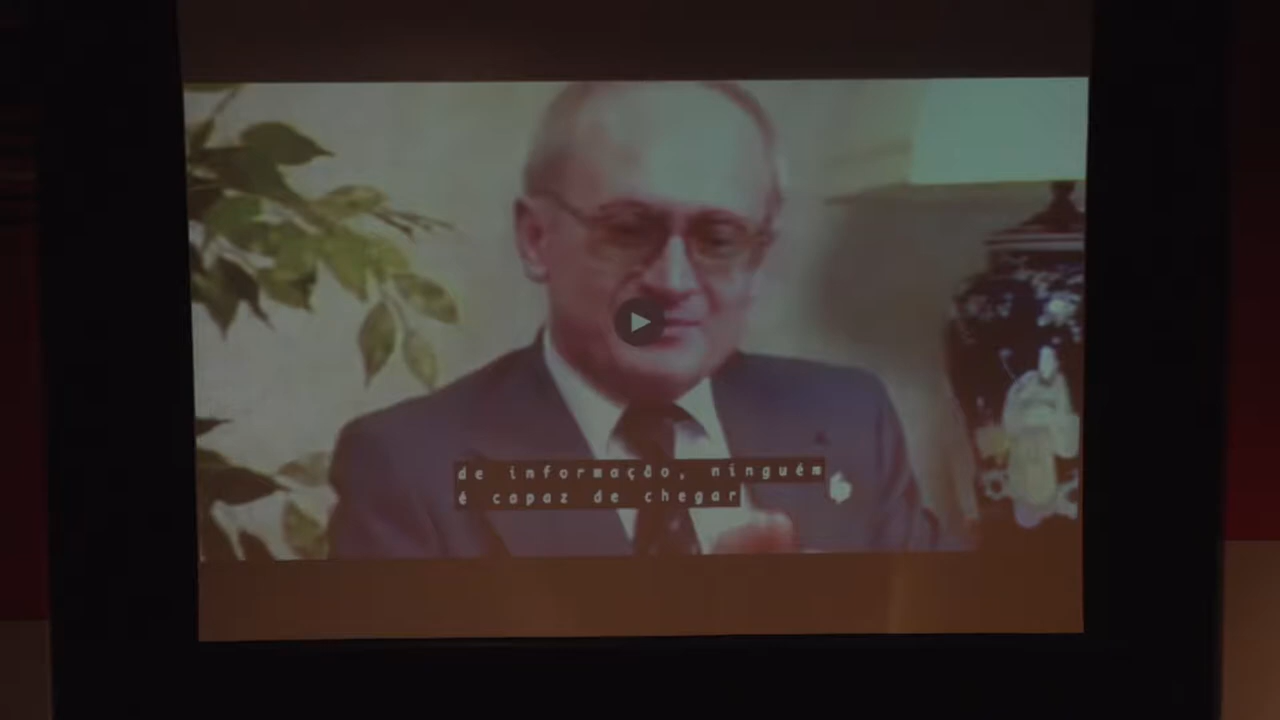 de informação, ninguém
é capaz de chegar